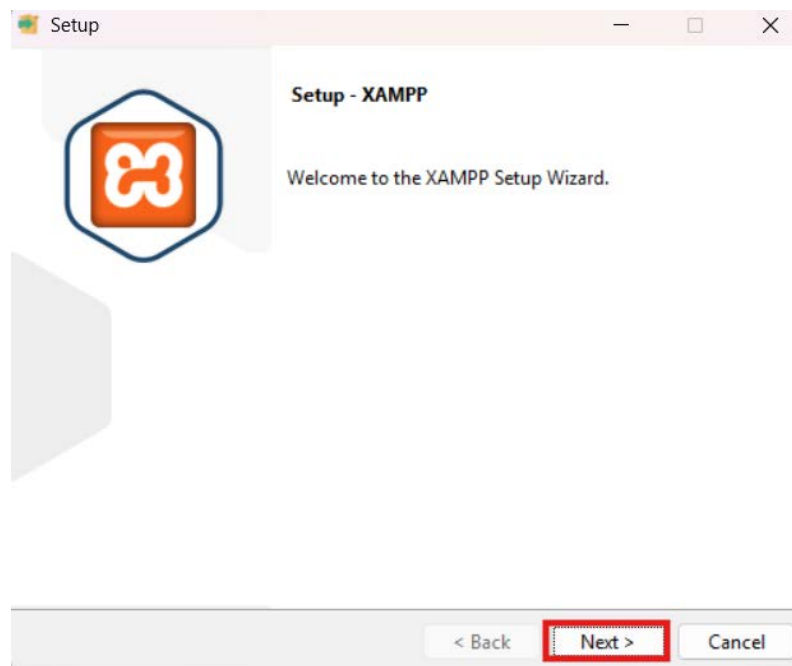 Setup
Setup - XAMPP
Welcome to the XAMPP Setup Wizard.
< Back Next > Cancel